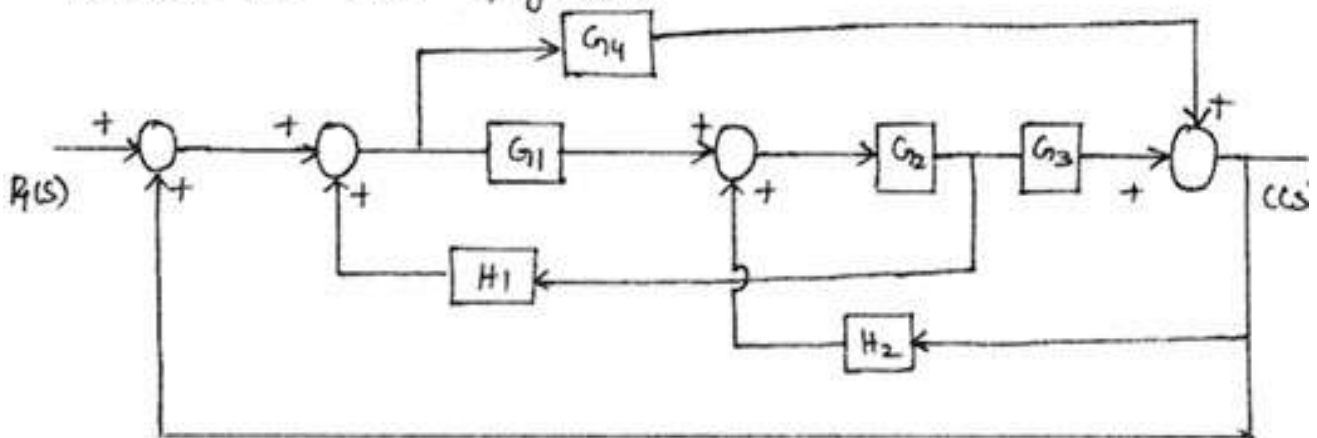 G4
+ + + +
G1 G2 G3
R(s) + + + + C(s)
H1
H2